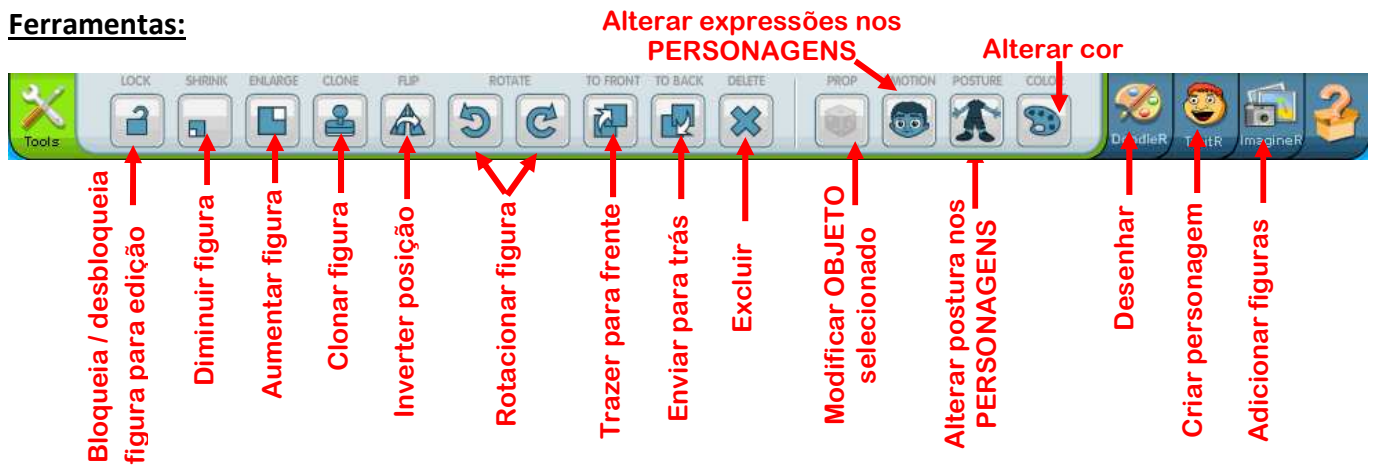 Ferramentas:
Alterar expressões nos
PERSONAGENS
Alterar cor
LOCK SHRINK ENLARGE CLONE FLIP ROTATE TO FRONT TO BACK DELETE PROP MOTION POSTURE COLOR
Tools
DoodleR
ImagineR
Bloqueia / desbloqueia
figura para edição
Diminuir figura
Aumentar figura
Clonar figura
Inverter posição
Rotacionar figura
Trazer para frente
Enviar para trás
Excluir
Modificar OBJETO
selecionado
Alterar postura nos
PERSONAGENS
Desenhar
Criar personagem
Adicionar figuras